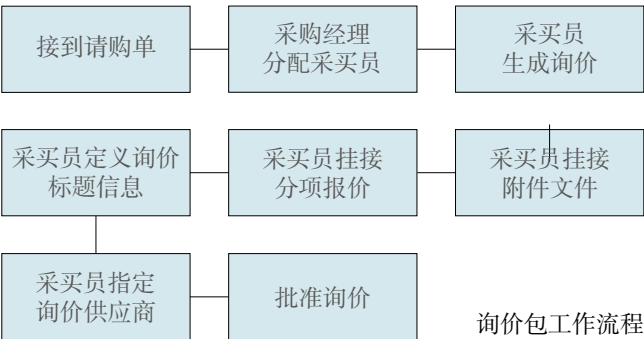 接到请购单
采购经理
分配采买员
采买员
生成询价
采买员定义询价
标题信息
采买员挂接
分项报价
采买员挂接
附件文件
采买员指定
询价供应商
批准询价
询价包工作流程